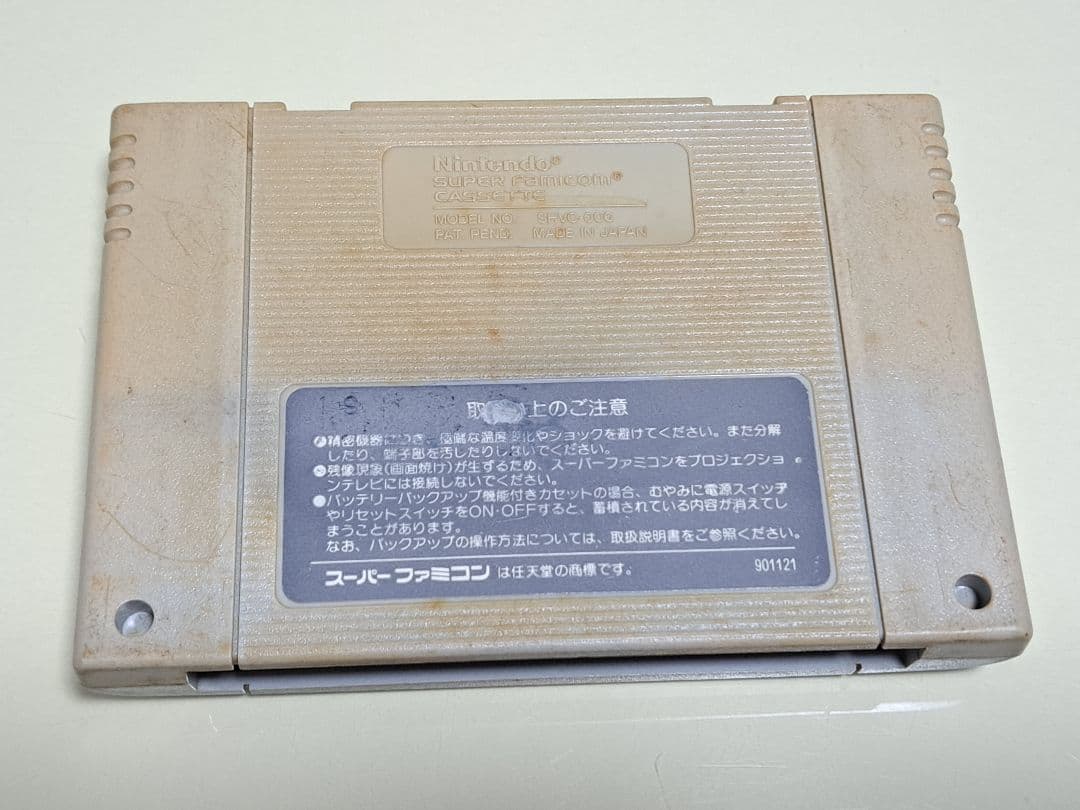 Nintendo®
SUPER Famicom®
CASSETTE
MODEL NO. SHVC-006
PAT. PEND. MADE IN JAPAN
取 上のご注意
●精密機器につき、極端な温度変化やショックを避けてください。また分解
したり、端子部を汚したりしないでください。
●残像現象(画面焼け)が生ずるため、スーパーファミコンをプロジェクショ
ンテレビには接続しないでください。
●バッテリーバックアップ機能付きカセットの場合、むやみに電源スイッチ
やリセットスイッチをON・OFFすると、蓄積されている内容が消えてし
まうことがあります。
なお、バックアップの操作方法については、取扱説明書をご参照ください。
スーパーファミコン は任天堂の商標です。
901121